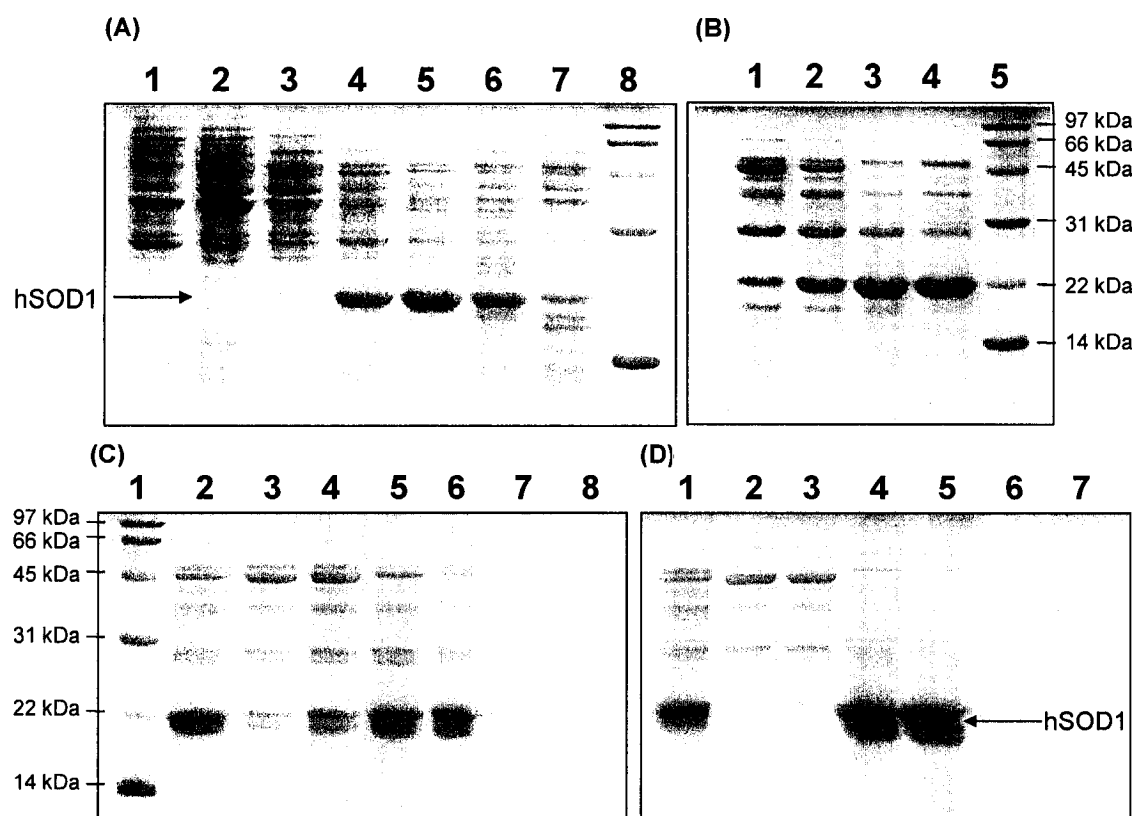 (A)
1 2 3 4 5 6 7 8
hSOD1
(B)
1 2 3 4 5
97 kDa
66 kDa
45 kDa
31 kDa
22 kDa
14 kDa
(C)
1 2 3 4 5 6 7 8
97 kDa
66 kDa
45 kDa
31 kDa
22 kDa
14 kDa
(D)
1 2 3 4 5 6 7
hSOD1